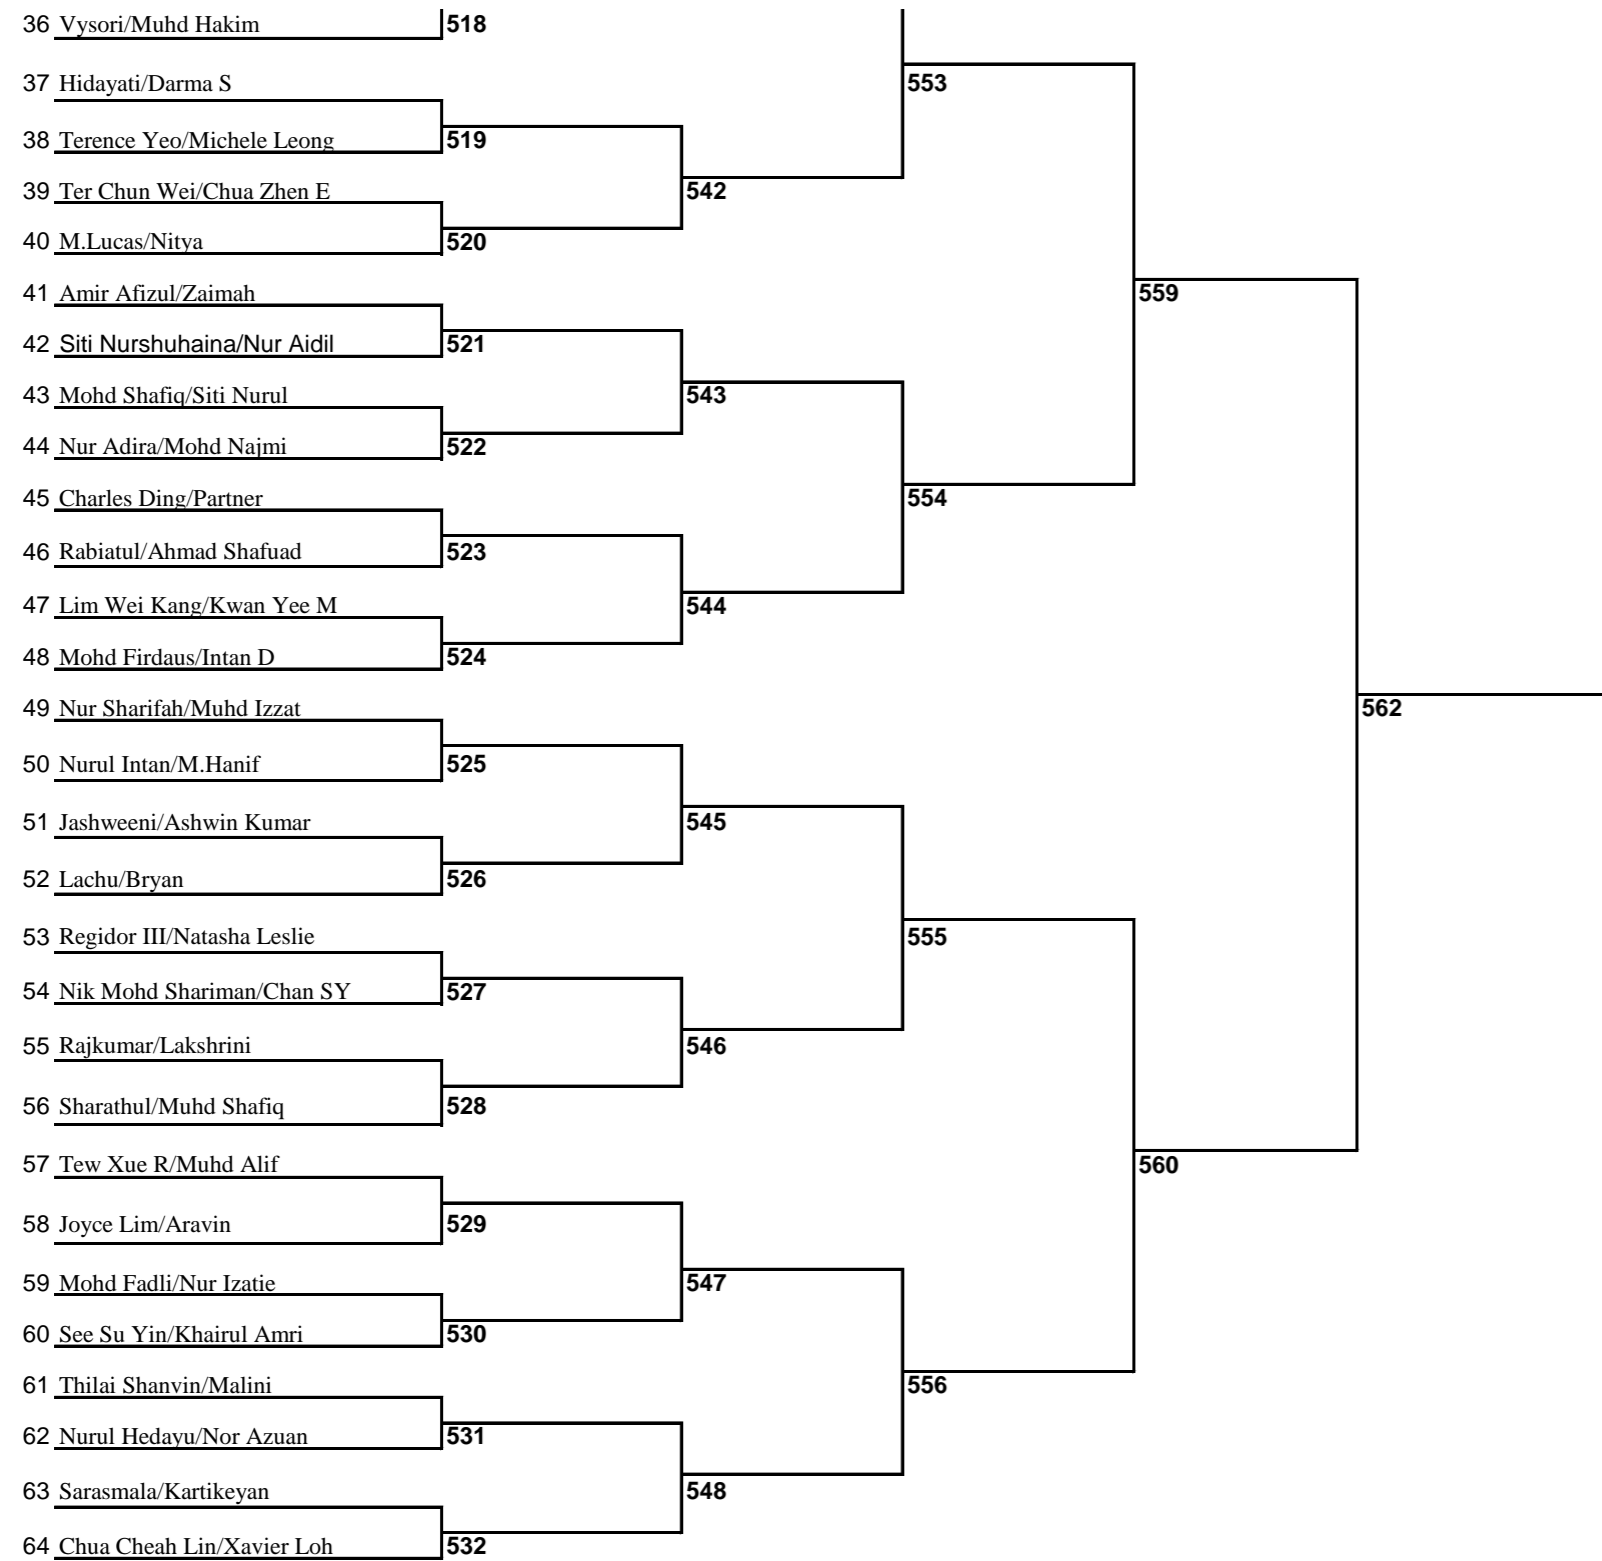 36 Vysori/Muhd Hakim 518
37 Hidayati/Darma S 553
38 Terence Yeo/Michele Leong 519
39 Ter Chun Wei/Chua Zhen E 542
40 M.Lucas/Nitya 520
41 Amir Afizul/Zaimah 559
42 Siti Nurshuhaina/Nur Aidil 521
43 Mohd Shafiq/Siti Nurul 543
44 Nur Adira/Mohd Najmi 522
45 Charles Ding/Partner 554
46 Rabiatul/Ahmad Shafuad 523
47 Lim Wei Kang/Kwan Yee M 544
48 Mohd Firdaus/Intan D 524
49 Nur Sharifah/Muhd Izzat 562
50 Nurul Intan/M.Hanif 525
51 Jashweeni/Ashwin Kumar 545
52 Lachu/Bryan 526
53 Regidor III/Natasha Leslie 555
54 Nik Mohd Shariman/Chan SY 527
55 Rajkumar/Lakshrini 546
56 Sharathul/Muhd Shafiq 528
57 Tew Xue R/Muhd Alif 560
58 Joyce Lim/Aravin 529
59 Mohd Fadli/Nur Izatie 547
60 See Su Yin/Khairul Amri 530
61 Thilai Shanvin/Malini 556
62 Nurul Hedayu/Nor Azuan 531
63 Sarasmala/Kartikeyan 548
64 Chua Cheah Lin/Xavier Loh 532